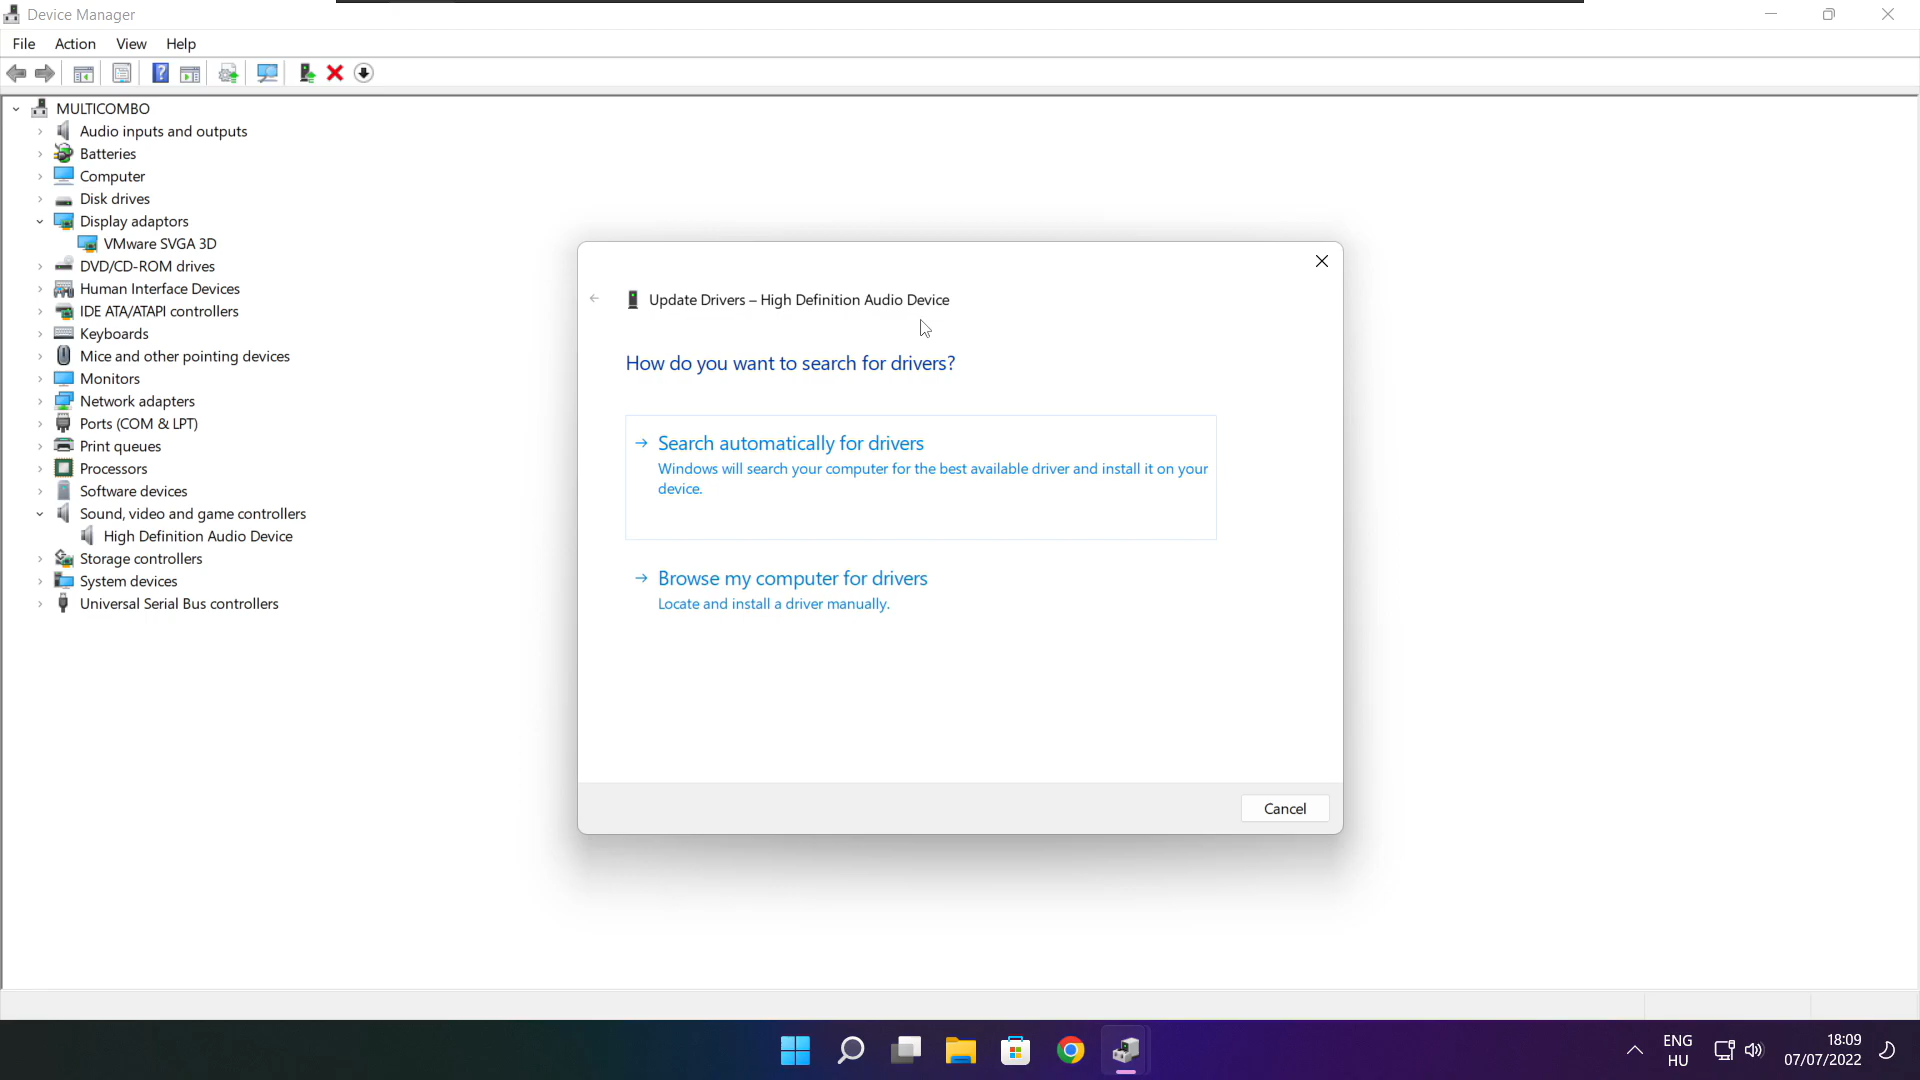 Device Manager
File Action View Help
MULTICOMBO
Audio inputs and outputs
Batteries
Computer
Disk drives
Display adaptors
VMware SVGA 3D
DVD/CD-ROM drives
Human Interface Devices
IDE ATA/ATAPI controllers
Keyboards
Mice and other pointing devices
Monitors
Network adapters
Ports (COM & LPT)
Print queues
Processors
Software devices
Sound, video and game controllers
High Definition Audio Device
Storage controllers
System devices
Universal Serial Bus controllers
Update Drivers – High Definition Audio Device
How do you want to search for drivers?
Search automatically for drivers
Windows will search your computer for the best available driver and install it on your
device.
Browse my computer for drivers
Locate and install a driver manually.
Cancel
ENG
HU
18:09
07/07/2022